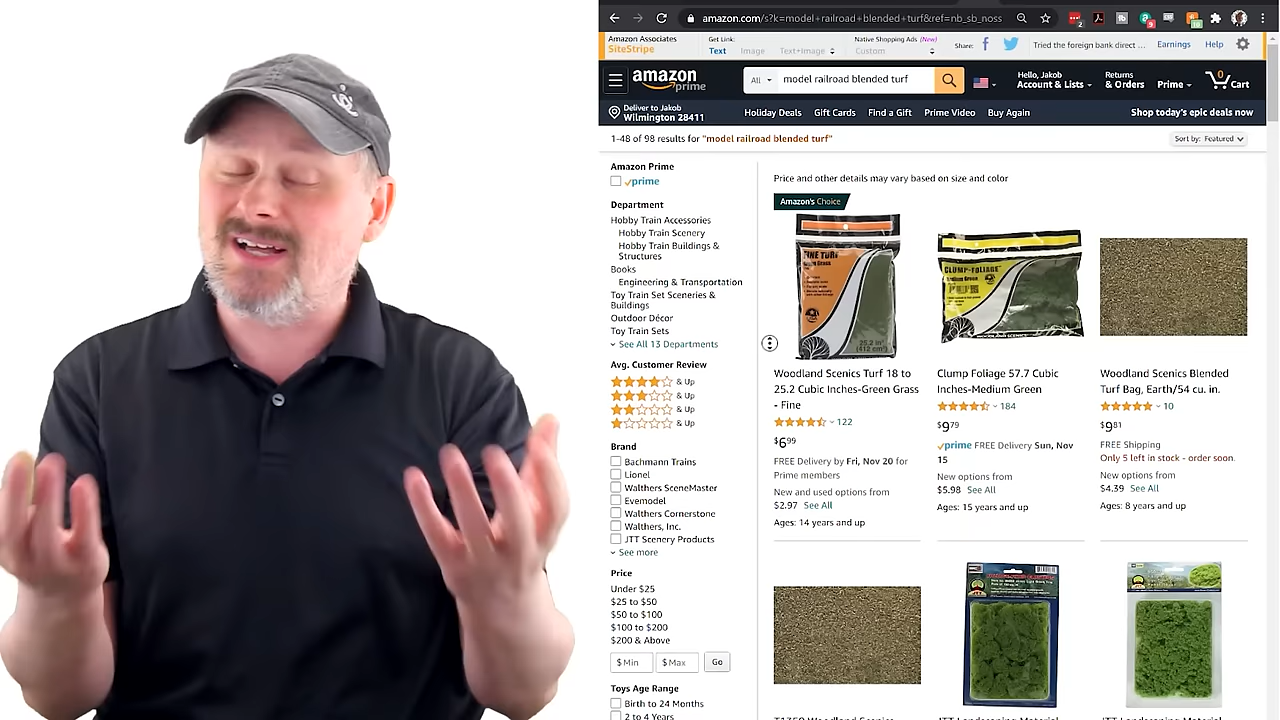 amazon.com/s?k=model+railroad+blended+turf&ref=nb_sb_noss
Amazon Associates
SiteStripe
Get Link:
Text
Image
Text+Image
Native Shopping Ads (New)
Custom
Share:
Tried the foreign bank direct ...
Earnings
Help
amazon
prime
All
model railroad blended turf
Hello, Jakob
Account & Lists
Returns
& Orders
Prime
0
Cart
Deliver to Jakob
Wilmington 28411
Holiday Deals
Gift Cards
Find a Gift
Prime Video
Buy Again
Shop today's epic deals now
1-48 of 98 results for "model railroad blended turf"
Sort by: Featured
Amazon Prime
prime
Department
Hobby Train Accessories
Hobby Train Scenery
Hobby Train Buildings &
Structures
Books
Engineering & Transportation
Toy Train Set Sceneries &
Buildings
Outdoor Décor
Toy Train Sets
See All 13 Departments
Avg. Customer Review
& Up
& Up
& Up
& Up
Brand
Bachmann Trains
Lionel
Walthers SceneMaster
Evemodel
Walthers Cornerstone
Walthers, Inc.
JTT Scenery Products
See more
Price
Under $25
$25 to $50
$50 to $100
$100 to $200
$200 & Above
$ Min
$ Max
Go
Toys Age Range
Birth to 24 Months
2 to 4 Years
Price and other details may vary based on size and color
Amazon's Choice
FINE TURF
Green Grass
25.2 in³
(412 cm³)
Woodland Scenics Turf 18 to
25.2 Cubic Inches-Green Grass
- Fine
122
$6.99
FREE Delivery by Fri, Nov 20 for
Prime members
New and used options from
$2.97 See All
Ages: 14 years and up
CLUMP-FOLIAGE
Medium Green
Clump Foliage 57.7 Cubic
Inches-Medium Green
184
$9.79
prime FREE Delivery Sun, Nov
15
New options from
$5.98 See All
Ages: 15 years and up
Woodland Scenics Blended
Turf Bag, Earth/54 cu. in.
10
$9.81
FREE Shipping
Only 5 left in stock - order soon.
New options from
$4.39 See All
Ages: 8 years and up